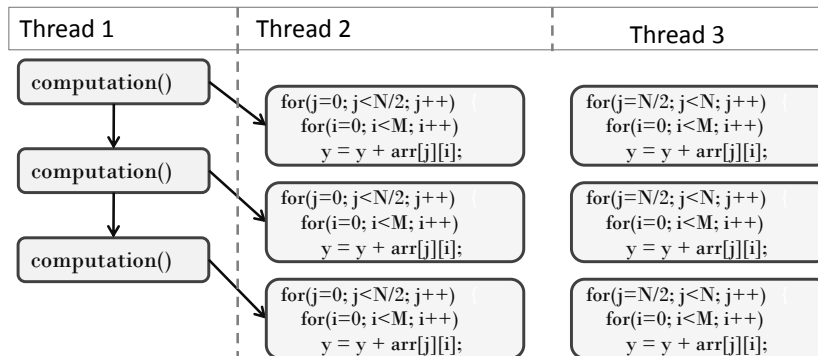 Thread 1
Thread 2
Thread 3
computation()
for(j=0; j<N/2; j++) {
for(i=0; i<M; i++)
y = y + arr[j][i];
for(j=N/2; j<N; j++) {
for(i=0; i<M; i++)
y = y + arr[j][i];
computation()
for(j=0; j<N/2; j++) {
for(i=0; i<M; i++)
y = y + arr[j][i];
for(j=N/2; j<N; j++) {
for(i=0; i<M; i++)
y = y + arr[j][i];
computation()
for(j=0; j<N/2; j++) {
for(i=0; i<M; i++)
y = y + arr[j][i];
for(j=N/2; j<N; j++) {
for(i=0; i<M; i++)
y = y + arr[j][i];